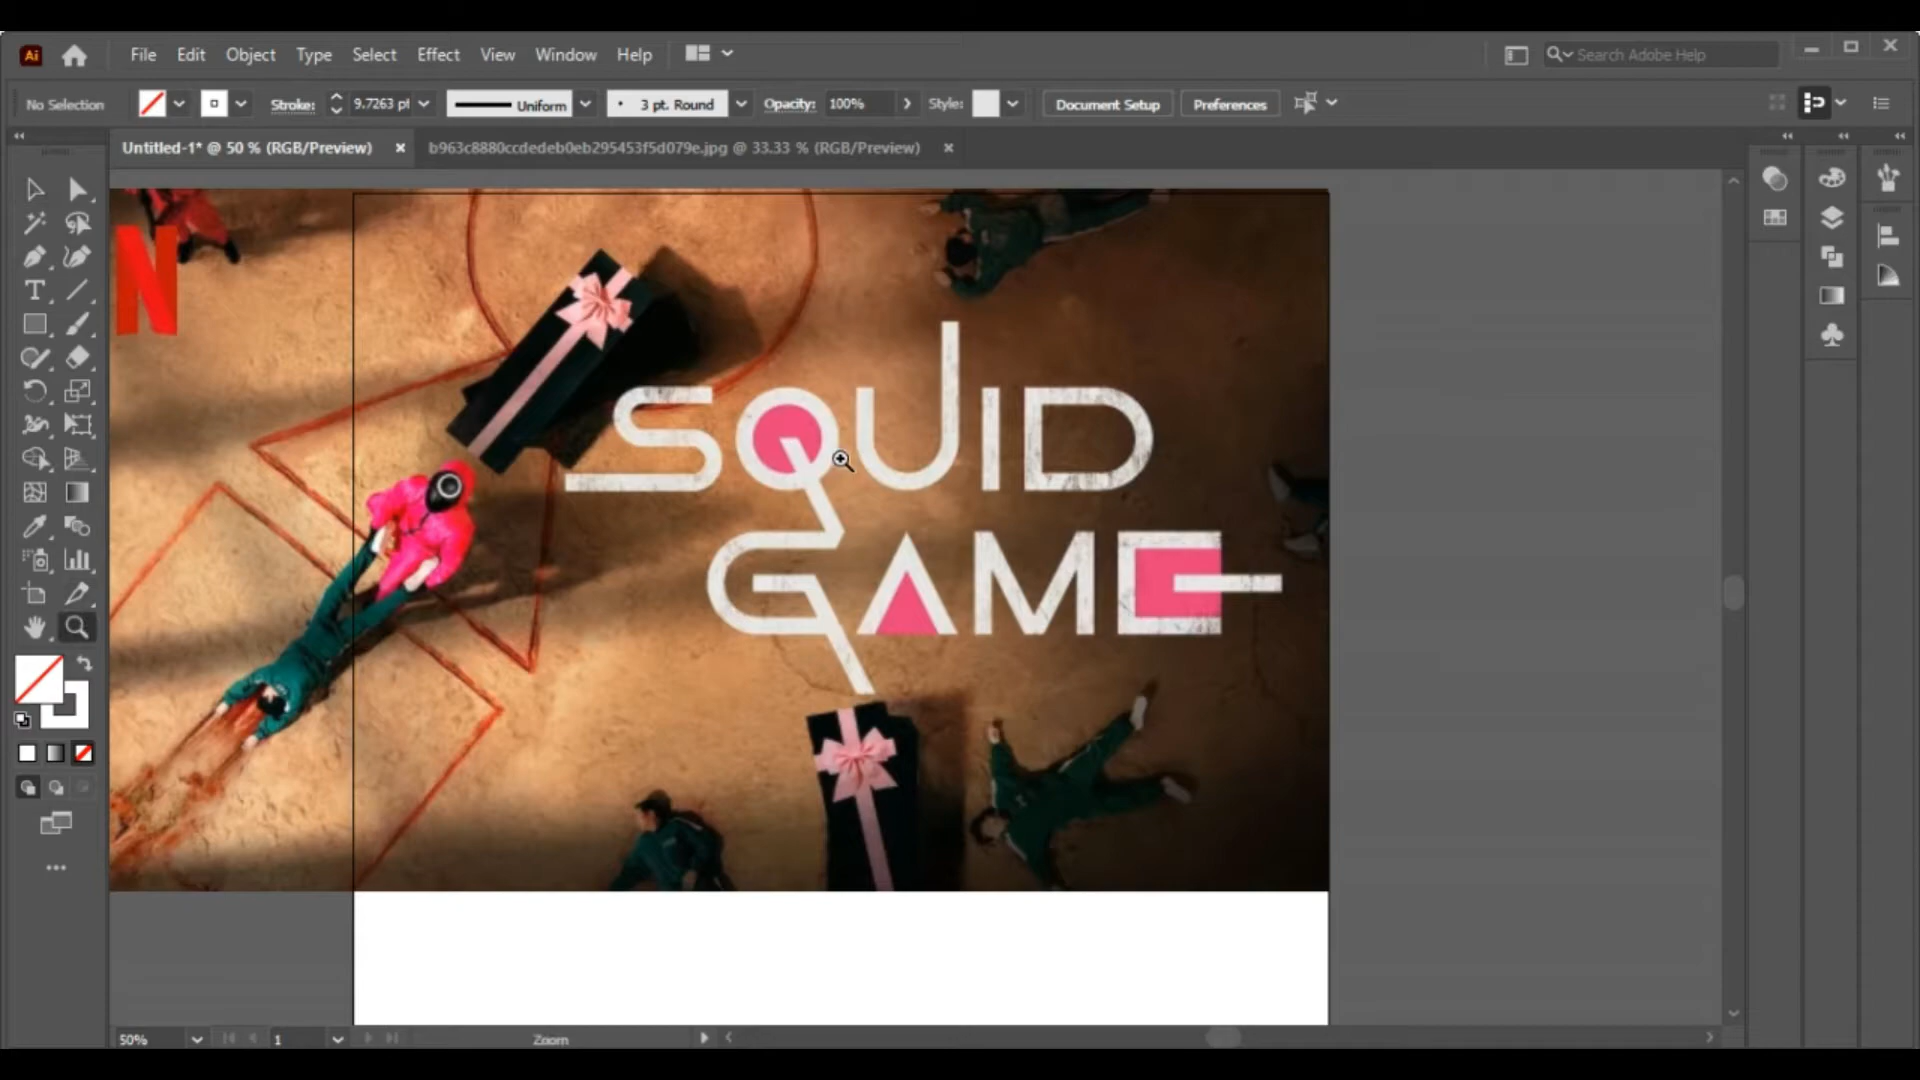 Ai File Edit Object Type Select Effect View Window Help Search Adobe Help
No Selection Stroke: 9.7263 pt Uniform 3 pt. Round Opacity: 100% Style: Document Setup Preferences
Untitled-1* @ 50 % (RGB/Preview) b963c8880ccdedeb0eb295453f5d079e.jpg @ 33.33 % (RGB/Preview)
N
SQUID
GAME
T
50% 1 Zoom